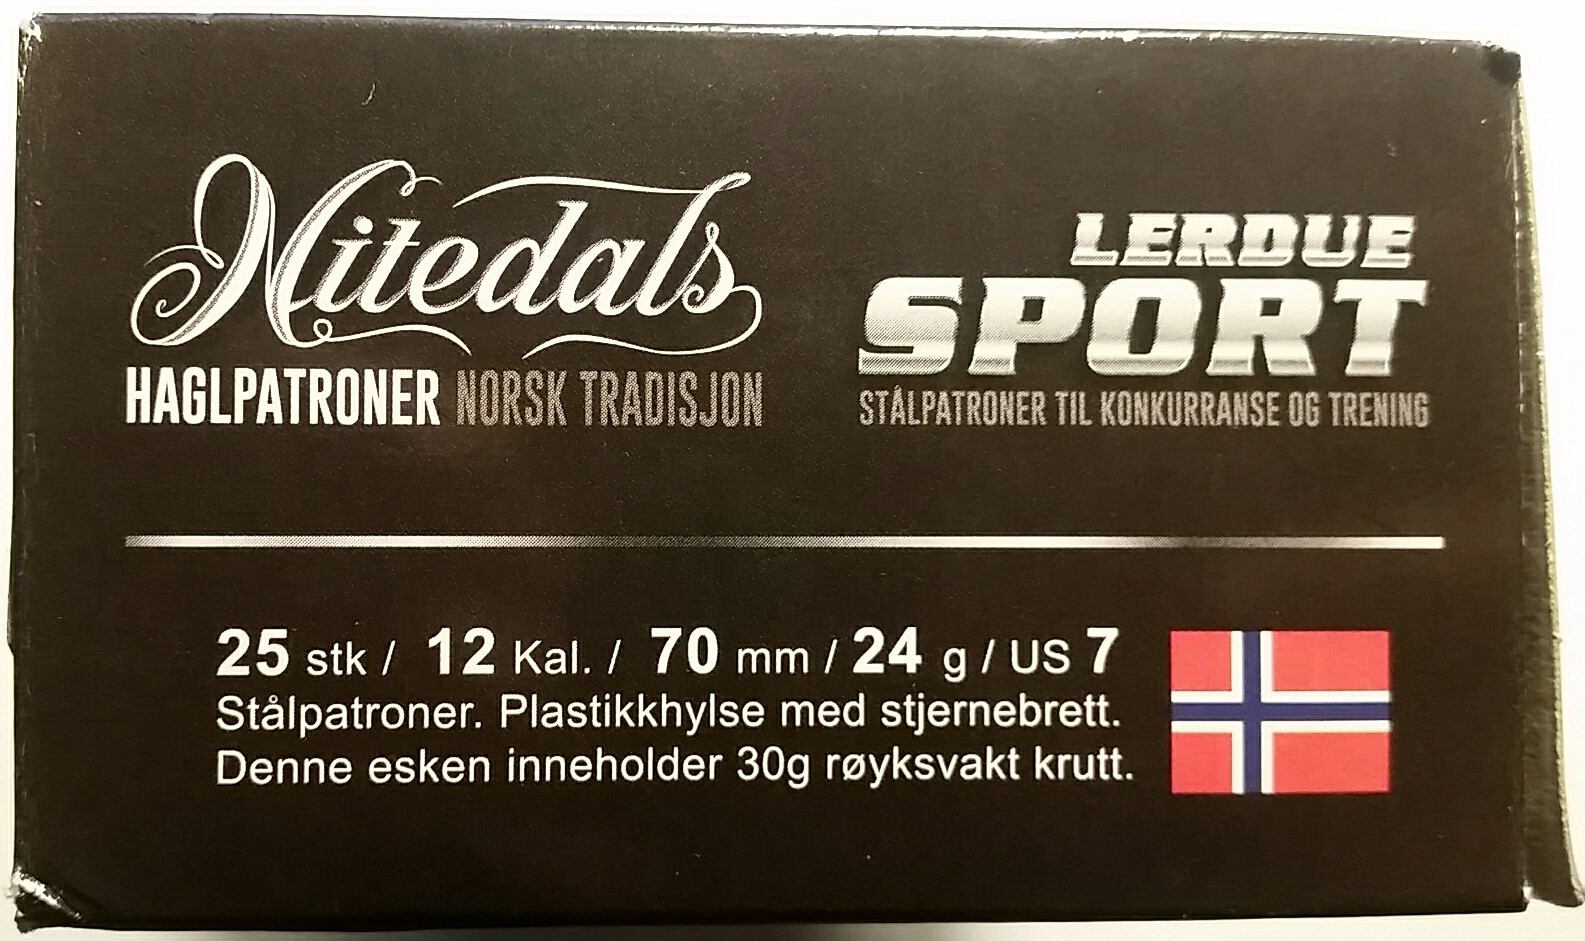 Nitedals
HAGLPATRONER NORSK TRADISJON
LERDUE
SPORT
STÅLPATRONER TIL KONKURRANSE OG TRENING
25 stk / 12 Kal. / 70 mm / 24 g / US 7
Stålpatroner. Plastikkhylse med stjernebrett.
Denne esken inneholder 30g røyksvakt krutt.